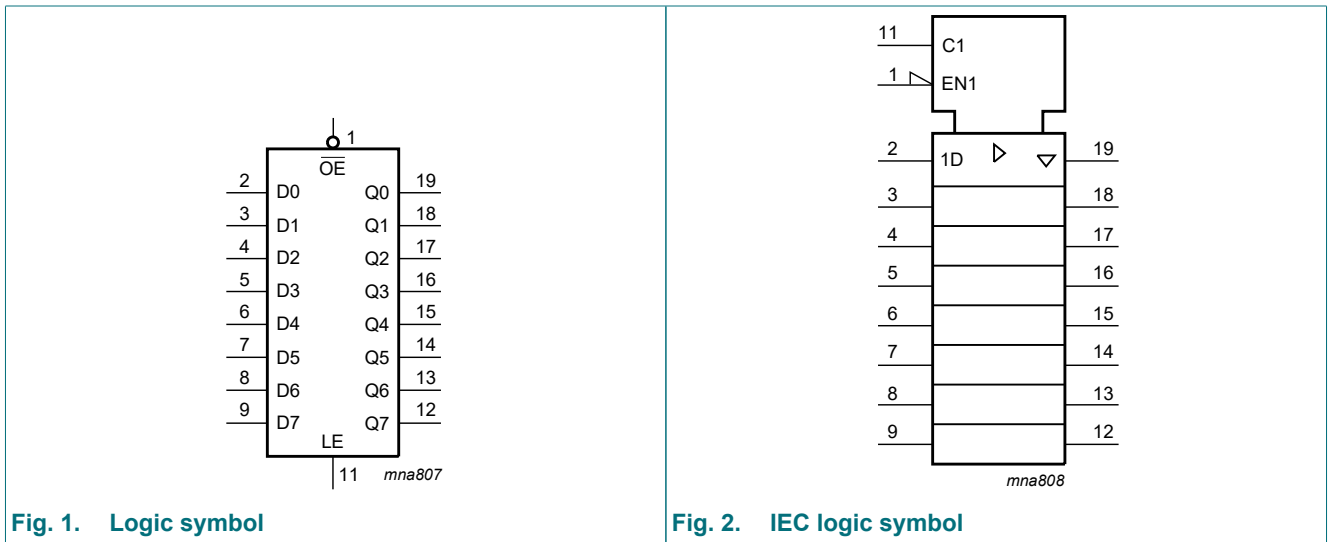 1
OE
2 D0 Q0 19
3 D1 Q1 18
4 D2 Q2 17
5 D3 Q3 16
6 D4 Q4 15
7 D5 Q5 14
8 D6 Q6 13
9 D7 Q7 12
LE
11 mna807
Fig. 1. Logic symbol
11 C1
1 EN1
2 1D 19
3 18
4 17
5 16
6 15
7 14
8 13
9 12
mna808
Fig. 2. IEC logic symbol